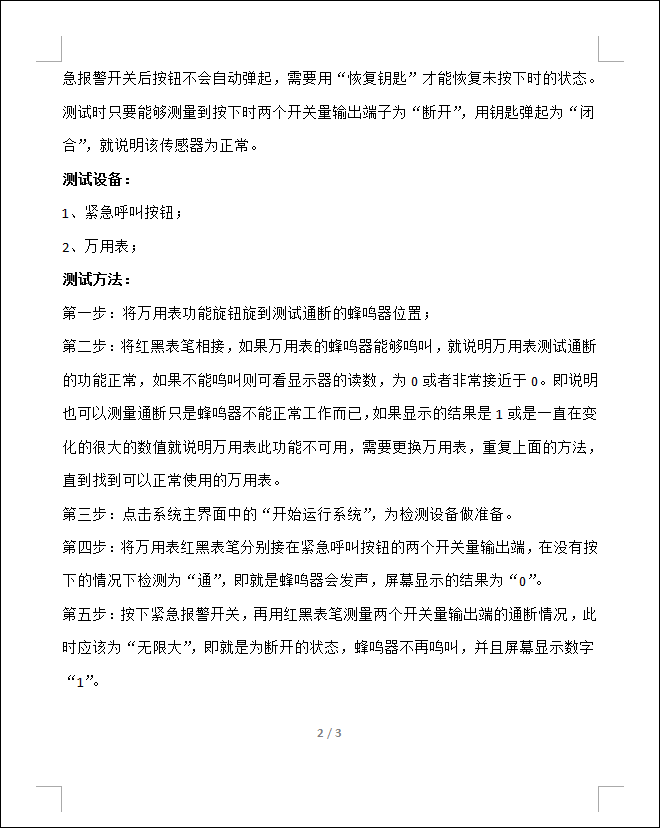 急报警开关后按钮不会自动弹起，需要用“恢复钥匙”才能恢复未按下时的状态。
测试时只要能够测量到按下时两个开关量输出端子为“断开”，用钥匙弹起为“闭
合”，就说明该传感器为正常。
测试设备：
1、紧急呼叫按钮；
2、万用表；
测试方法：
第一步：将万用表功能旋钮旋到测试通断的蜂鸣器位置；
第二步：将红黑表笔相接，如果万用表的蜂鸣器能够鸣叫，就说明万用表测试通断
的功能正常，如果不能鸣叫则可看显示器的读数，为 0 或者非常接近于 0。即说明
也可以测量通断只是蜂鸣器不能正常工作而已，如果显示的结果是 1 或是一直在变
化的很大的数值就说明万用表此功能不可用，需要更换万用表，重复上面的方法，
直到找到可以正常使用的万用表。
第三步：点击系统主界面中的“开始运行系统”，为检测设备做准备。
第四步：将万用表红黑表笔分别接在紧急呼叫按钮的两个开关量输出端，在没有按
下的情况下检测为“通”，即就是蜂鸣器会发声，屏幕显示的结果为“0”。
第五步：按下紧急报警开关，再用红黑表笔测量两个开关量输出端的通断情况，此
时应该为“无限大”，即就是为断开的状态，蜂鸣器不再鸣叫，并且屏幕显示数字
“1”。
2 / 3